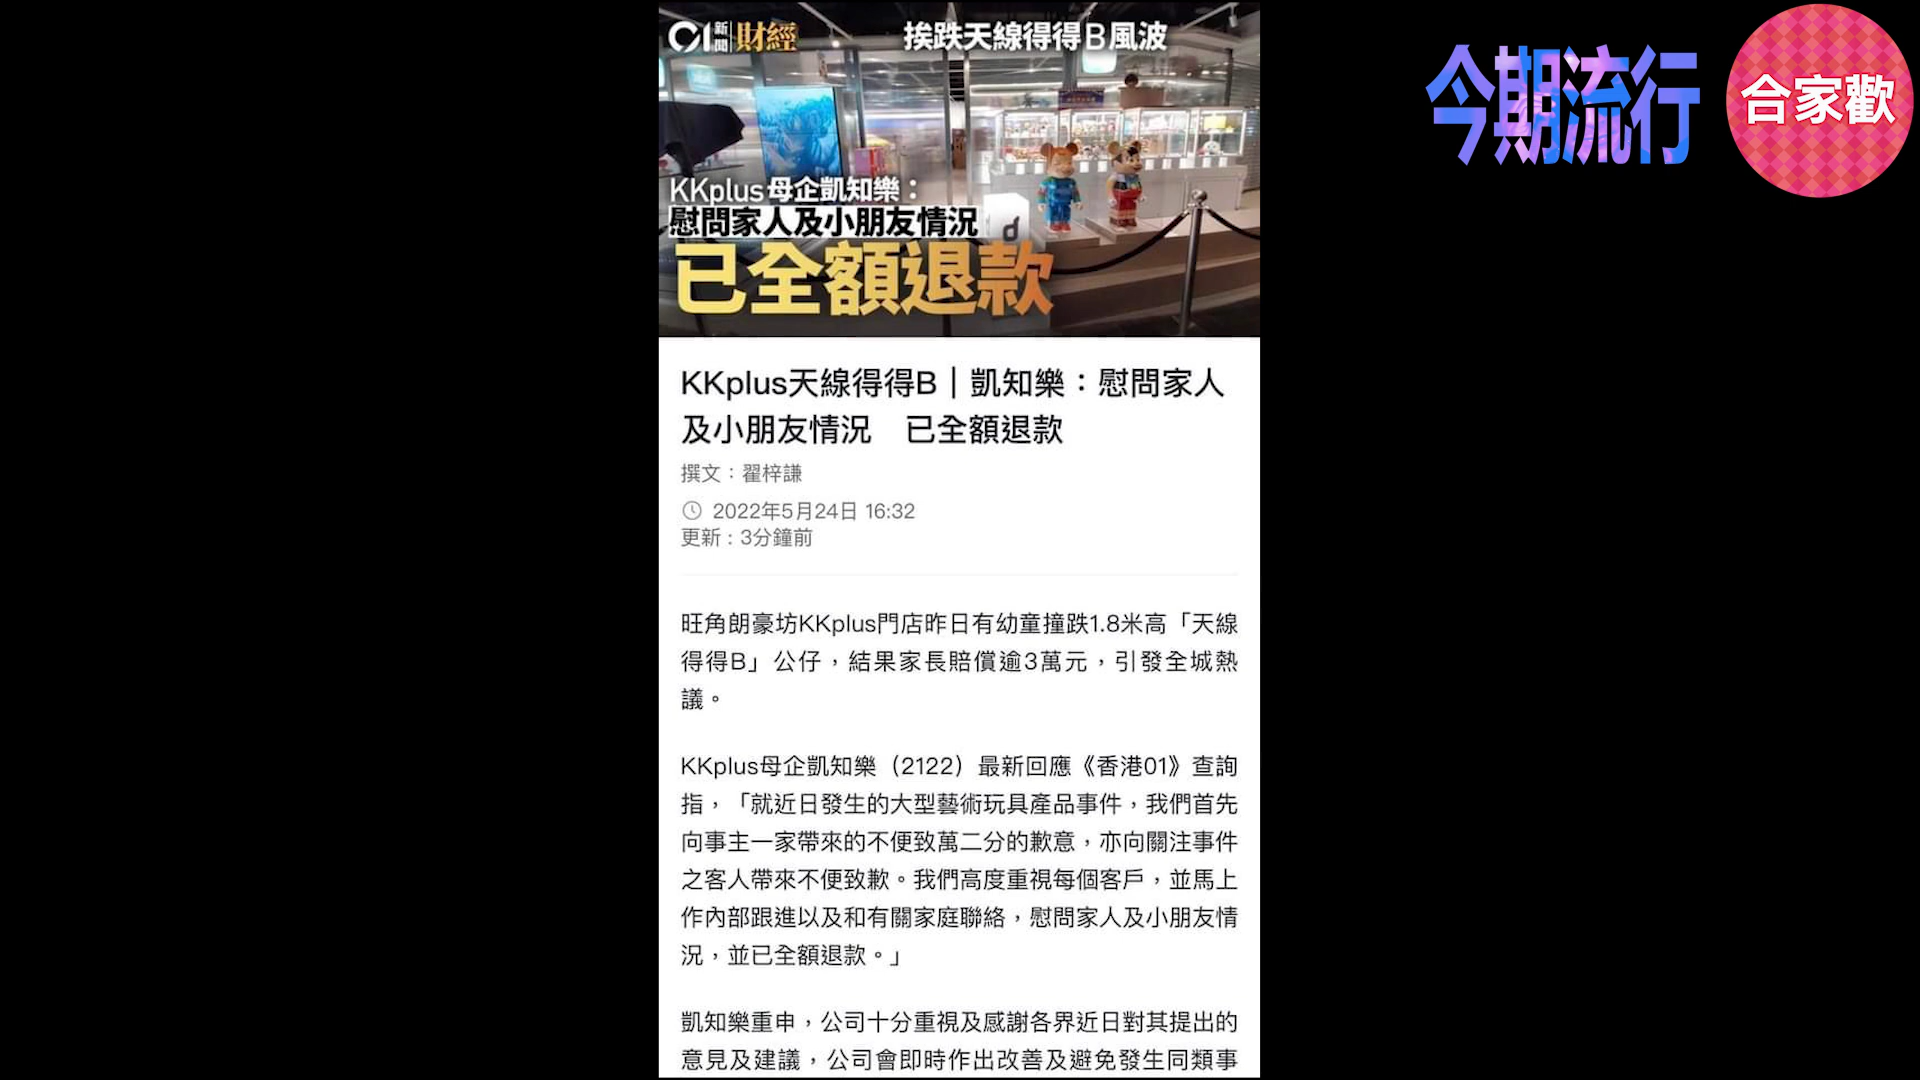 01新聞 財經
挨跌天線得得B風波
今期流行
合家歡
KKplus母企凱知樂：
慰問家人及小朋友情況
已全額退款
KKplus天線得得B｜凱知樂：慰問家人
及小朋友情況　已全額退款
撰文：翟梓謙
2022年5月24日 16:32
更新：3分鐘前
旺角朗豪坊KKplus門店昨日有幼童撞跌1.8米高「天線
得得B」公仔，結果家長賠償逾3萬元，引發全城熱
議。
KKplus母企凱知樂（2122）最新回應《香港01》查詢
指，「就近日發生的大型藝術玩具產品事件，我們首先
向事主一家帶來的不便致萬二分的歉意，亦向關注事件
之客人帶來不便致歉。我們高度重視每個客戶，並馬上
作內部跟進以及和有關家庭聯絡，慰問家人及小朋友情
況，並已全額退款。」
凱知樂重申，公司十分重視及感謝各界近日對其提出的
意見及建議，公司會即時作出改善及避免發生同類事